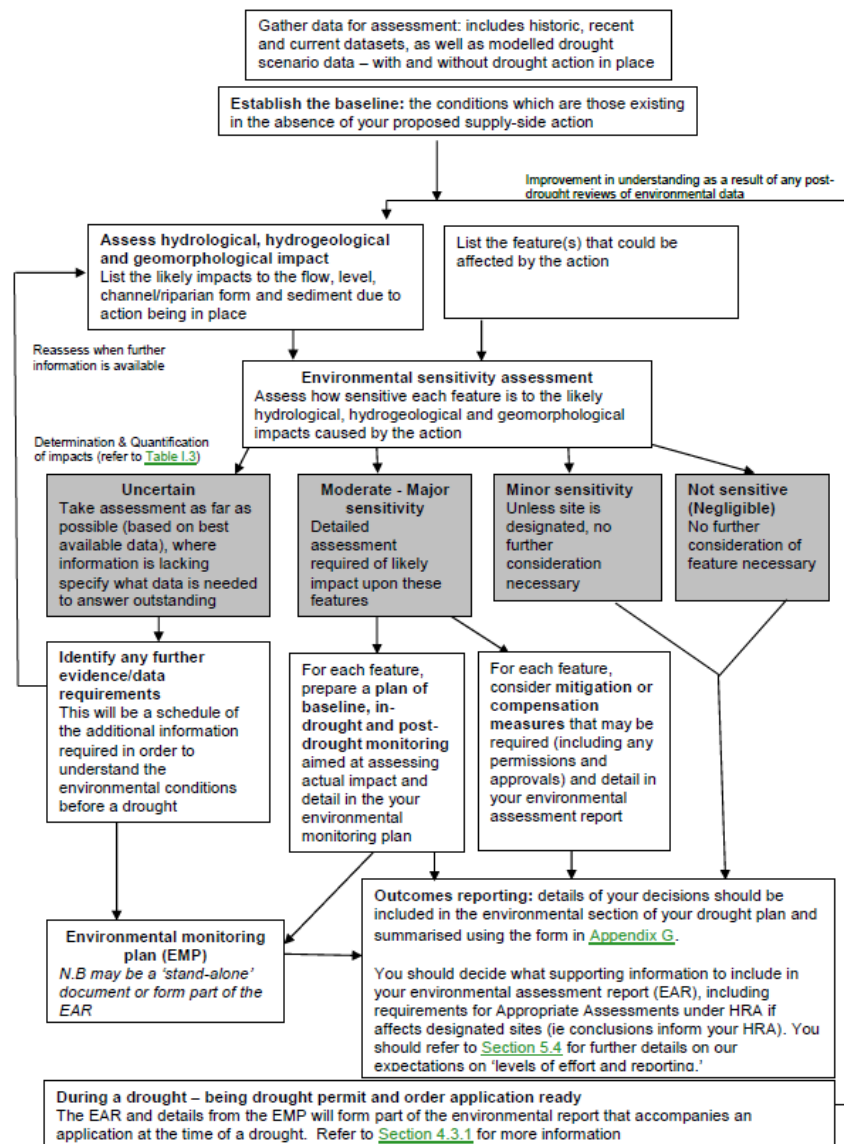 Gather data for assessment: includes historic, recent
and current datasets, as well as modelled drought
scenario data – with and without drought action in place
Establish the baseline: the conditions which are those existing
in the absence of your proposed supply-side action
Improvement in understanding as a result of any post-
drought reviews of environmental data
Assess hydrological, hydrogeological
and geomorphological impact
List the likely impacts to the flow, level,
channel/riparian form and sediment due to
action being in place
List the feature(s) that could be
affected by the action
Reassess when further
information is available
Environmental sensitivity assessment
Assess how sensitive each feature is to the likely
hydrological, hydrogeological and geomorphological
impacts caused by the action
Determination & Quantification
of impacts (refer to Table I.3)
Uncertain
Take assessment as far as
possible (based on best
available data), where
information is lacking
specify what data is needed
to answer outstanding
Moderate - Major
sensitivity
Detailed
assessment
required of likely
impact upon these
features
Minor sensitivity
Unless site is
designated, no
further
consideration
necessary
Not sensitive
(Negligible)
No further
consideration of
feature necessary
Identify any further
evidence/data
requirements
This will be a schedule of
the additional information
required in order to
understand the
environmental conditions
before a drought
For each feature,
prepare a plan of
baseline, in-
drought and post-
drought monitoring
aimed at assessing
actual impact and
detail in the your
environmental
monitoring plan
For each feature,
consider mitigation or
compensation
measures that may be
required (including any
permissions and
approvals) and detail in
your environmental
assessment report
Environmental monitoring
plan (EMP)
N.B may be a ‘stand-alone’
document or form part of the
EAR
Outcomes reporting: details of your decisions should be
included in the environmental section of your drought plan and
summarised using the form in Appendix G.
You should decide what supporting information to include in
your environmental assessment report (EAR), including
requirements for Appropriate Assessments under HRA if
affects designated sites (ie conclusions inform your HRA). You
should refer to Section 5.4 for further details on our
expectations on ‘levels of effort and reporting.’
During a drought – being drought permit and order application ready
The EAR and details from the EMP will form part of the environmental report that accompanies an
application at the time of a drought. Refer to Section 4.3.1 for more information